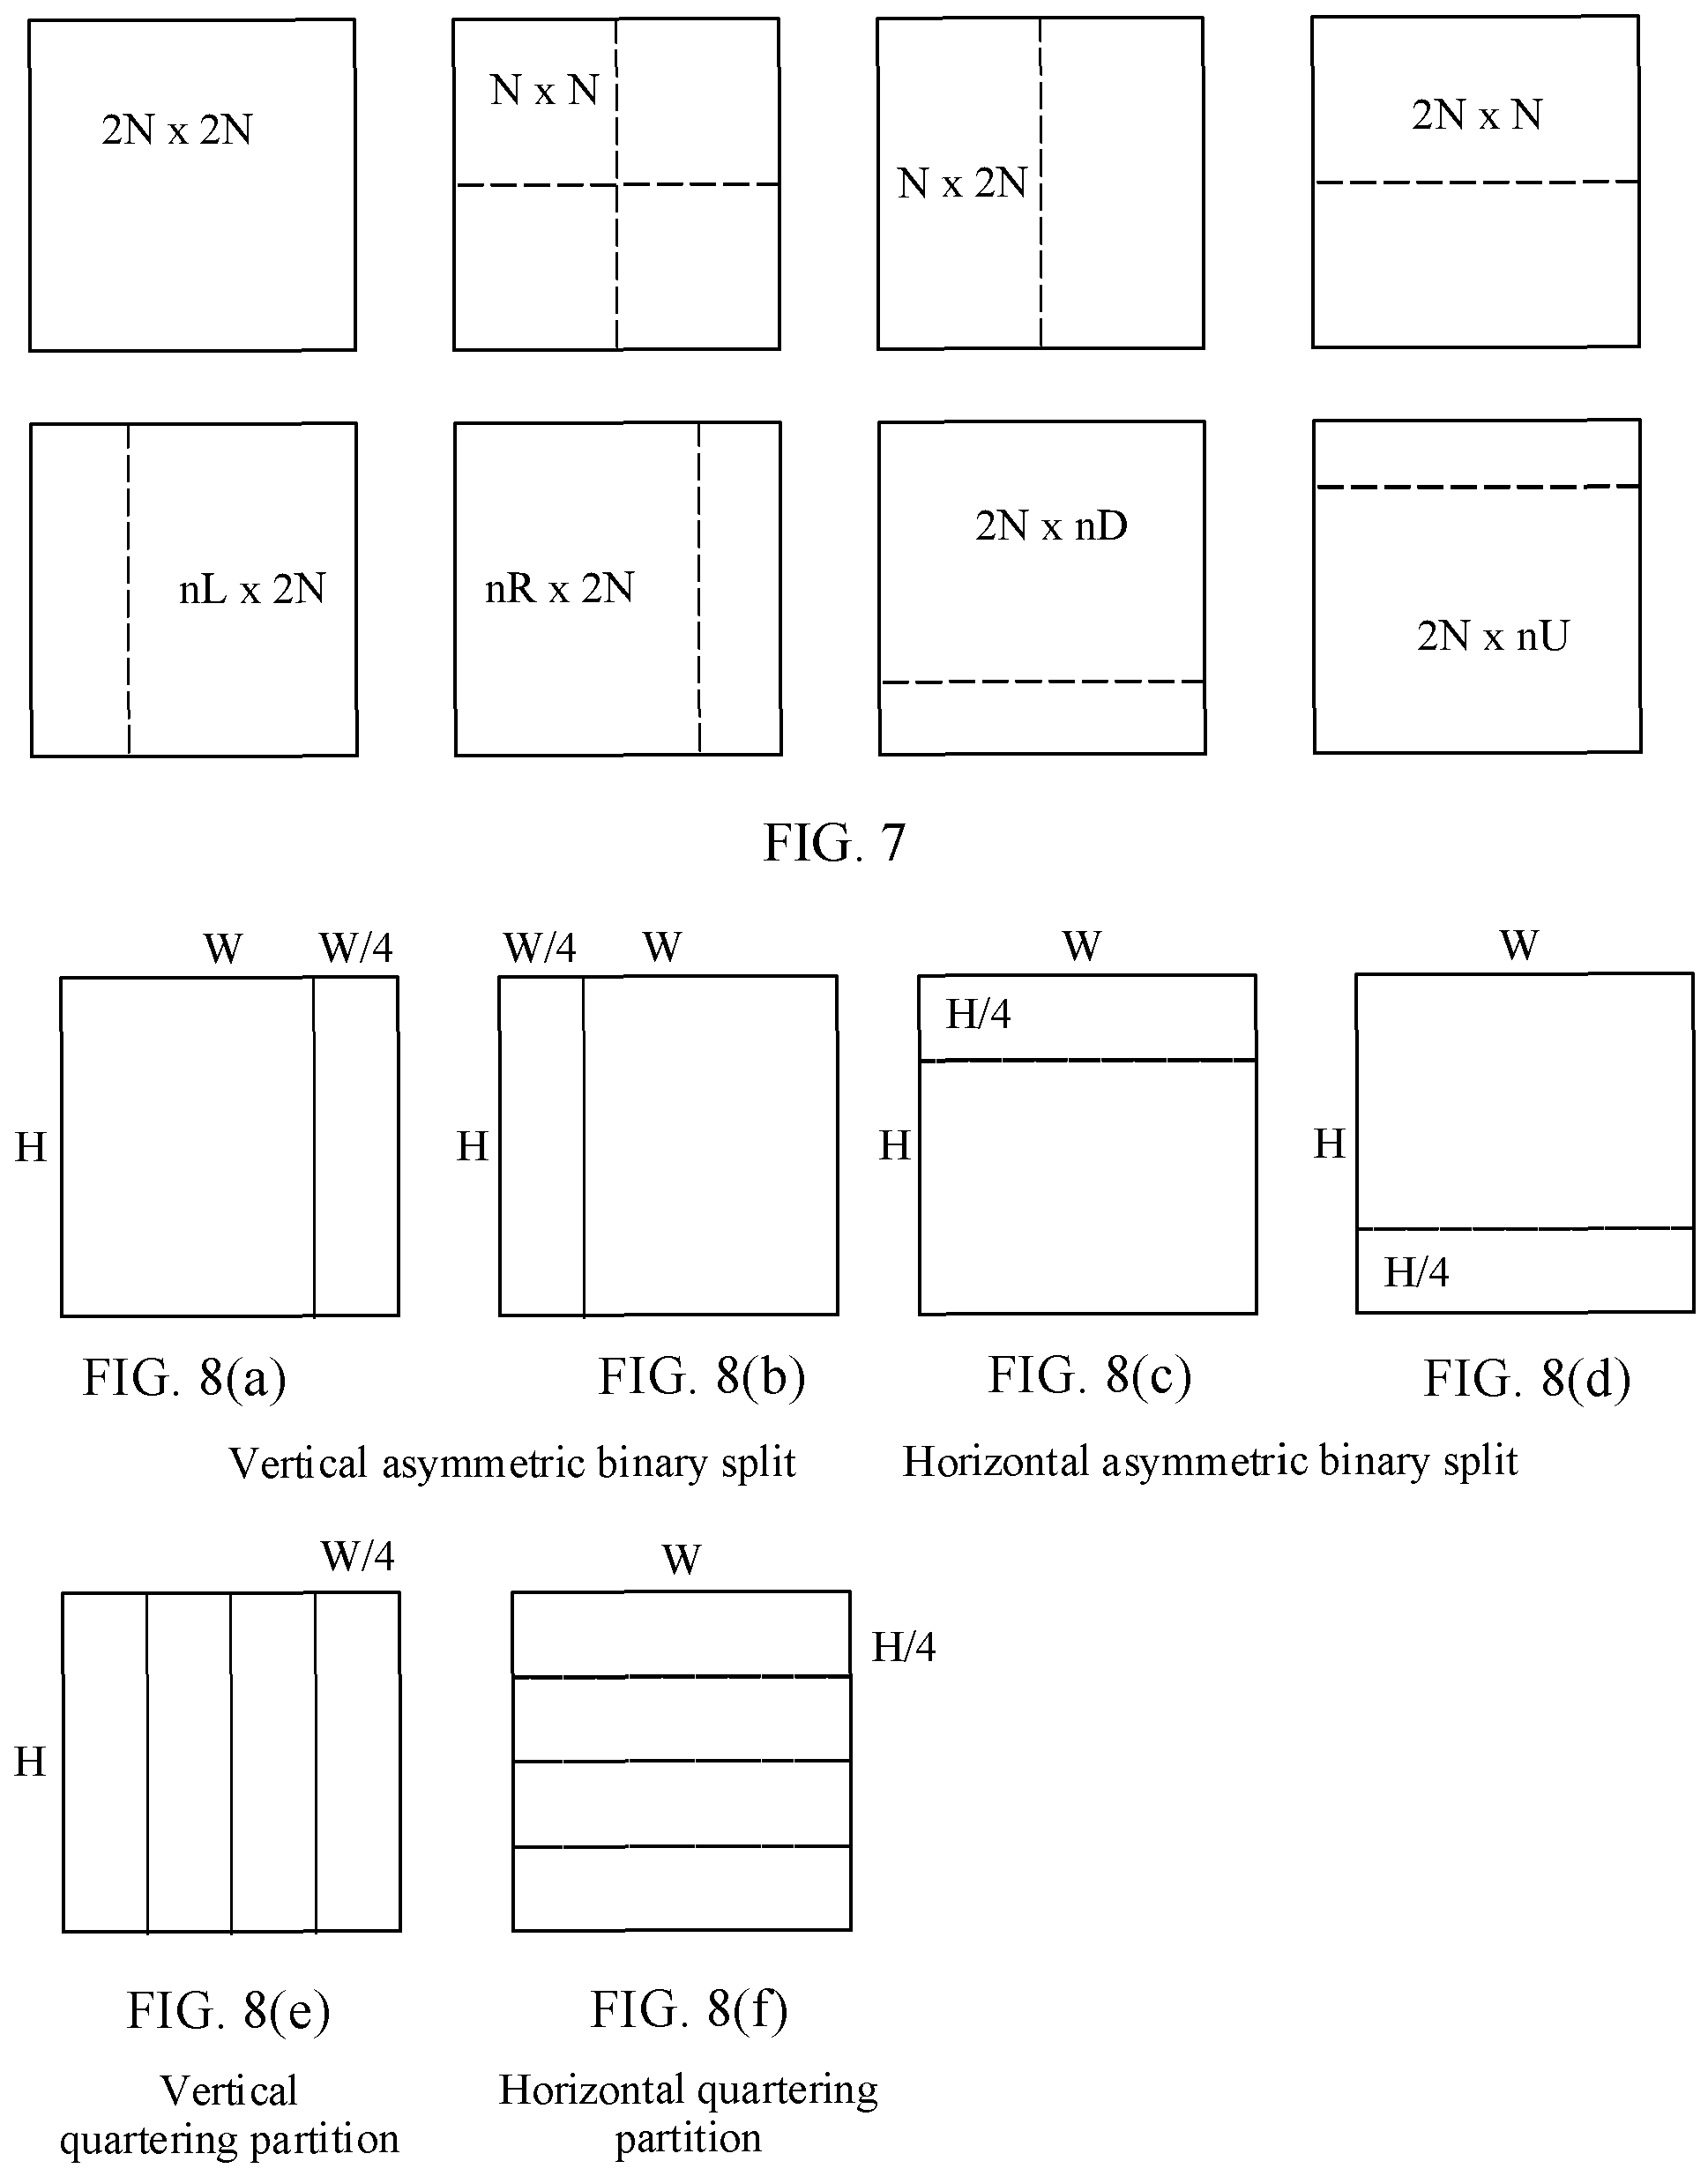 2N x 2N
N x N
N x 2N
2N x N
nL x 2N
nR x 2N
2N x nD
2N x nU
FIG. 7
W W/4
H
FIG. 8(a)
W/4 W
H
FIG. 8(b)
W
H/4
H
FIG. 8(c)
W
H
H/4
FIG. 8(d)
Vertical asymmetric binary split
Horizontal asymmetric binary split
W/4
H
FIG. 8(e)
Vertical
quartering partition
W
H/4
FIG. 8(f)
Horizontal quartering
partition